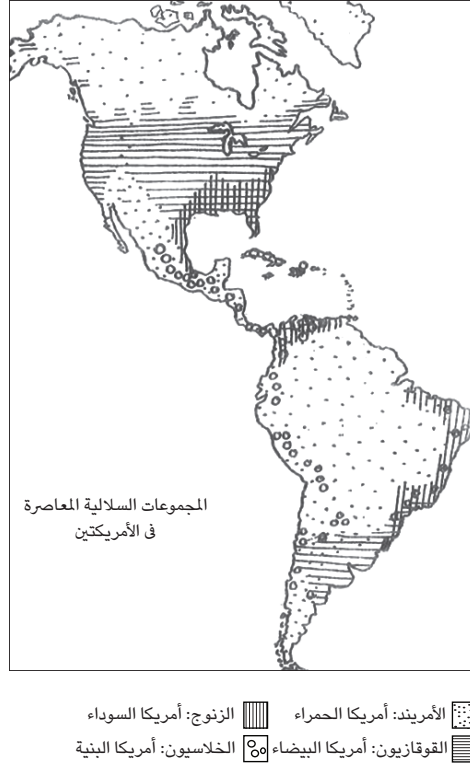 المجموعات السلالية المعاصرة
فى الأمريكتين
الأمريند: أمريكا الحمراء
الزنوج: أمريكا السوداء
القوقازيون: أمريكا البيضاء
الخلاسيون: أمريكا البنية